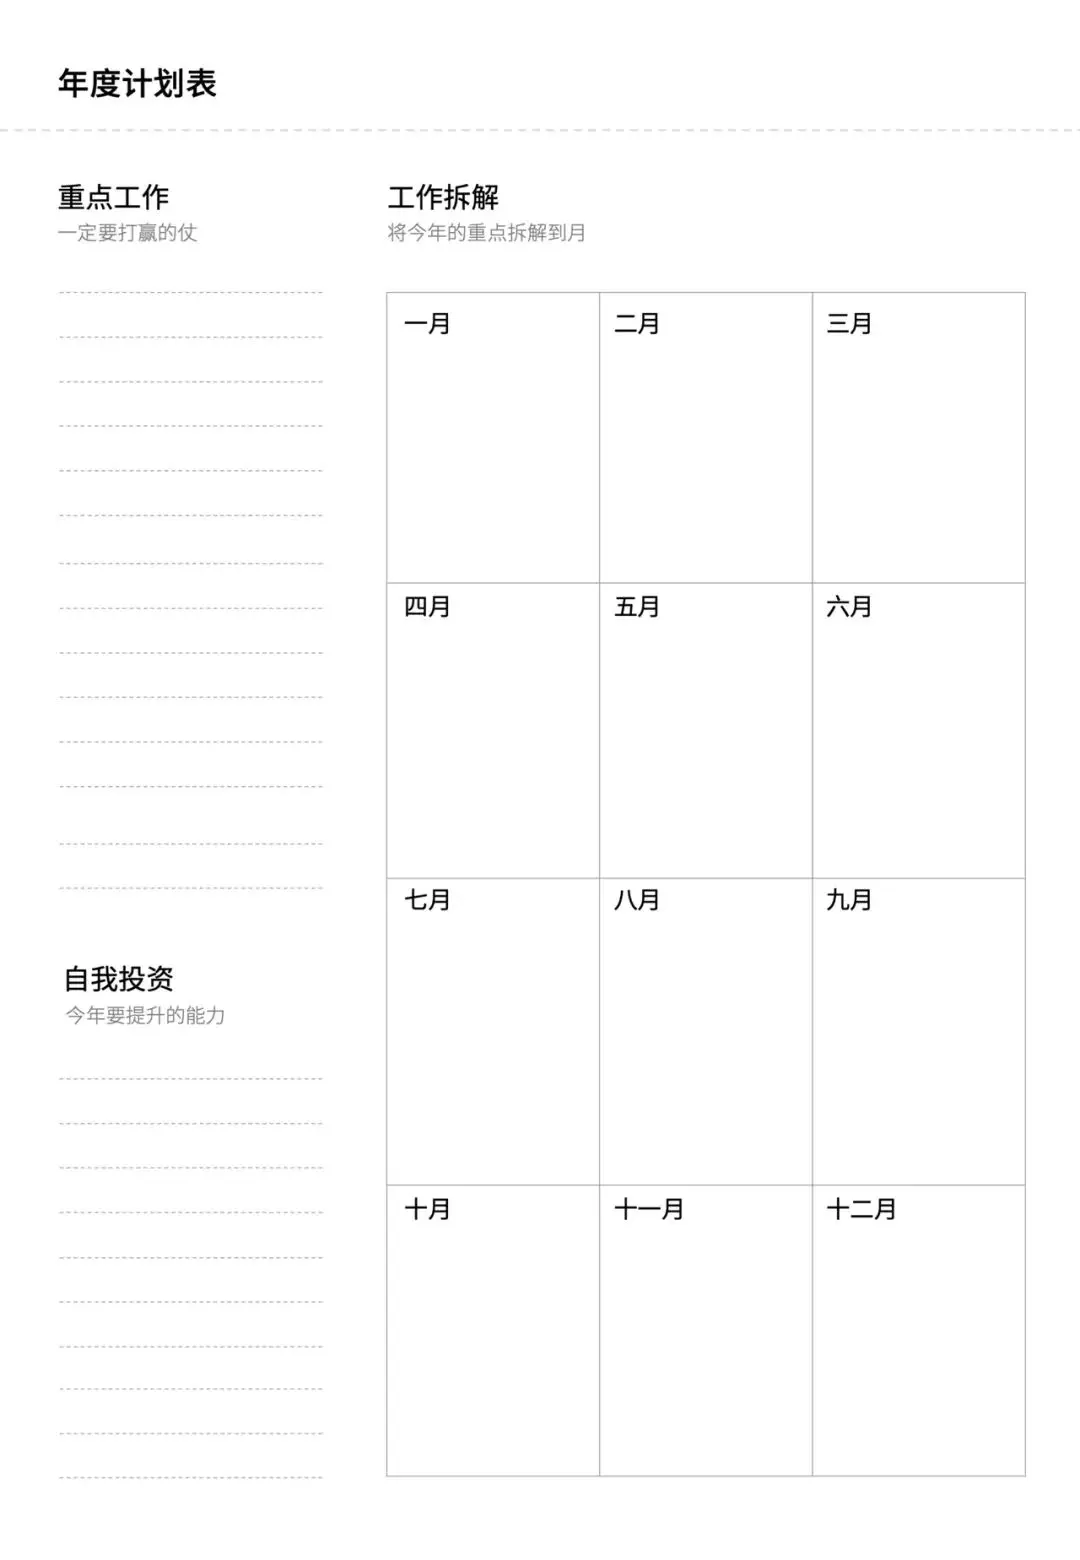 年度计划表
重点工作
一定要打赢的仗
工作拆解
将今年的重点拆解到月
一月
二月
三月
四月
五月
六月
七月
八月
九月
十月
十一月
十二月
自我投资
今年要提升的能力